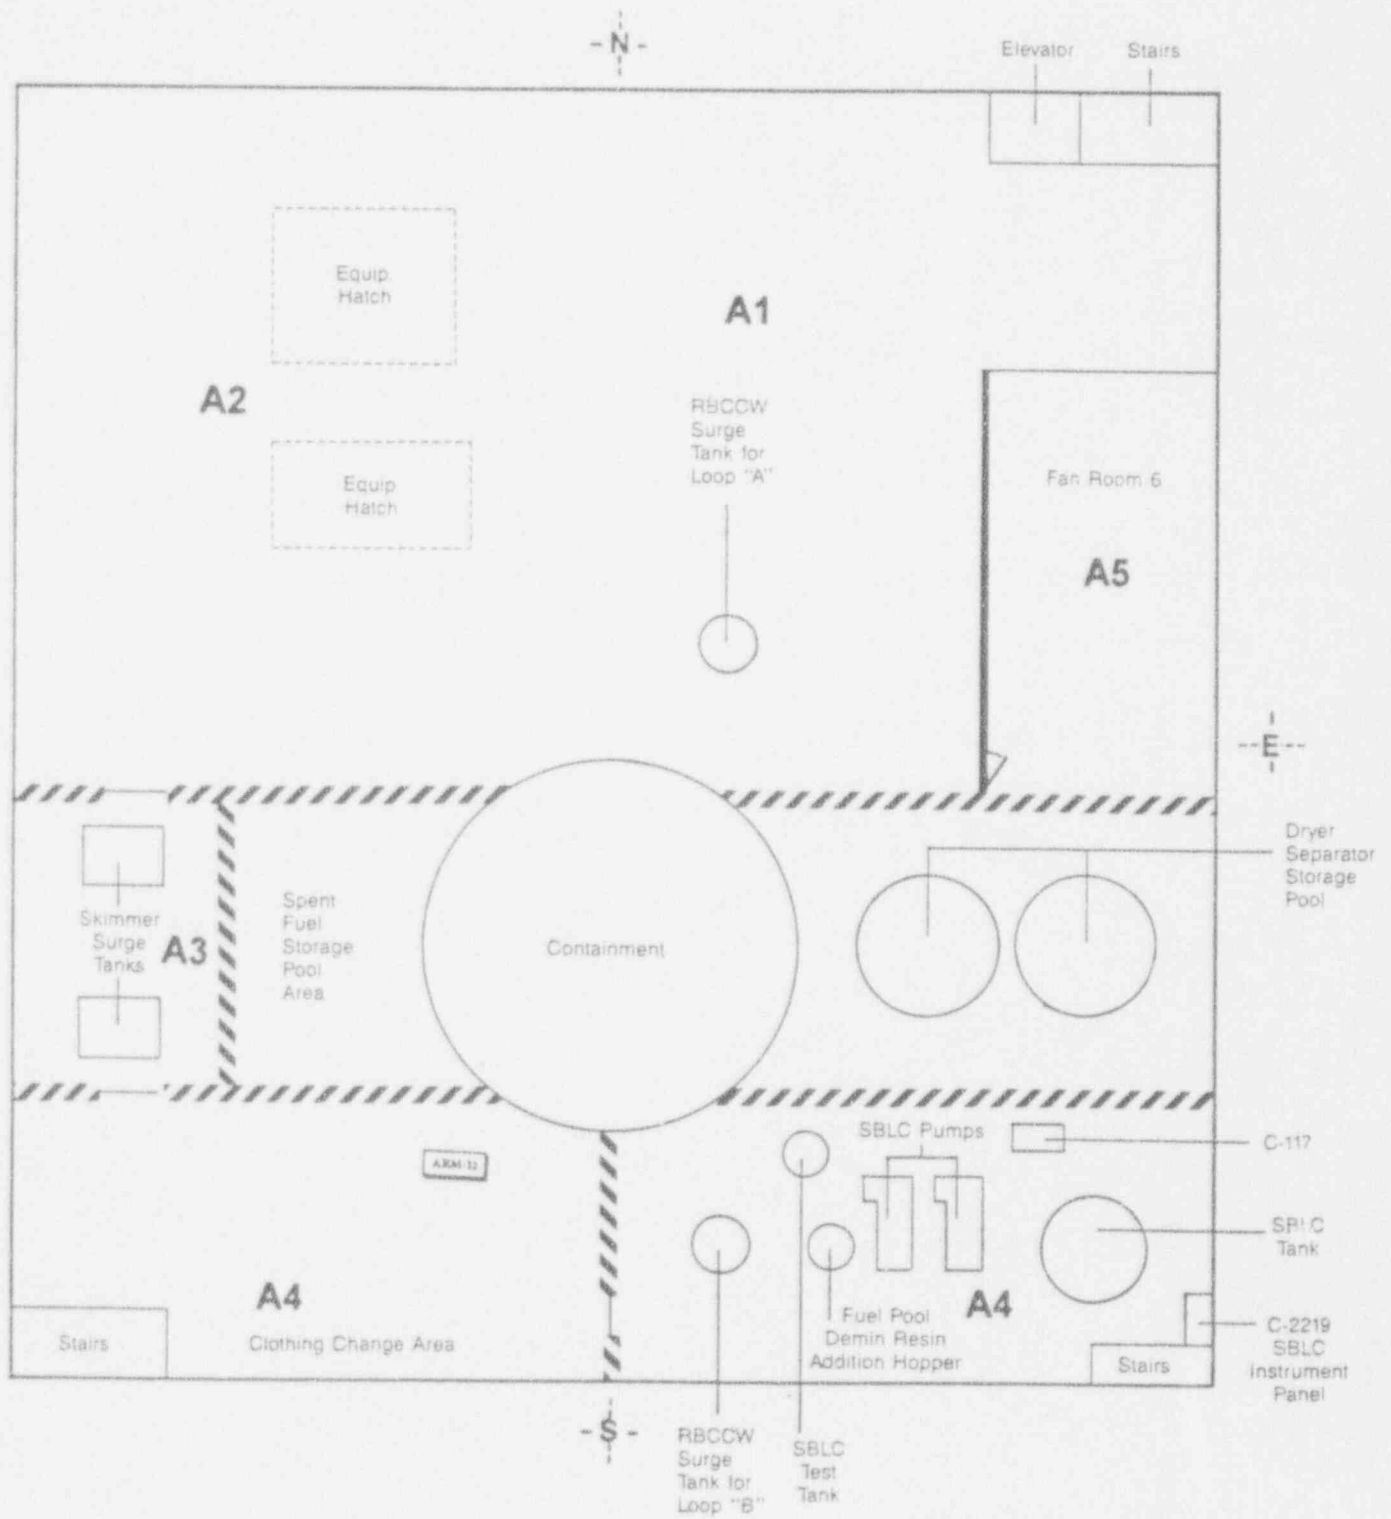 - N -
Elevator
Stairs
Equip
Hatch
A1
A2
RBCCW
Surge
Tank for
Loop "A"
Equip
Hatch
Fan Room 6
A5
--E--
Dryer
Separator
Storage
Pool
Skimmer
Surge
Tanks
A3
Spent
Fuel
Storage
Pool
Area
Containment
SBLC Pumps
C-117
SBLC
Tank
A4
Clothing Change Area
Stairs
Fuel Pool
Demin Resin
Addition Hopper
A4
Stairs
C-2219
SBLC
Instrument
Panel
- S -
RBCCW
Surge
Tank for
Loop "B"
SBLC
Test
Tank